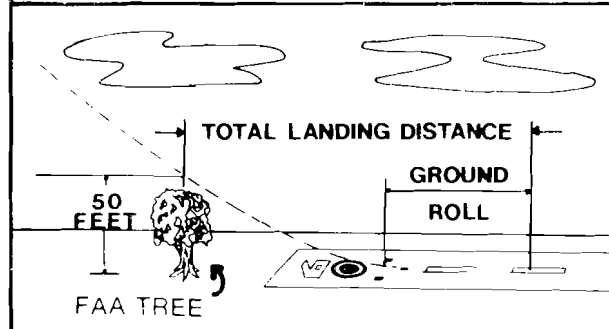 TOTAL LANDING DISTANCE
GROUND
ROLL
50
FEET
FAA TREE